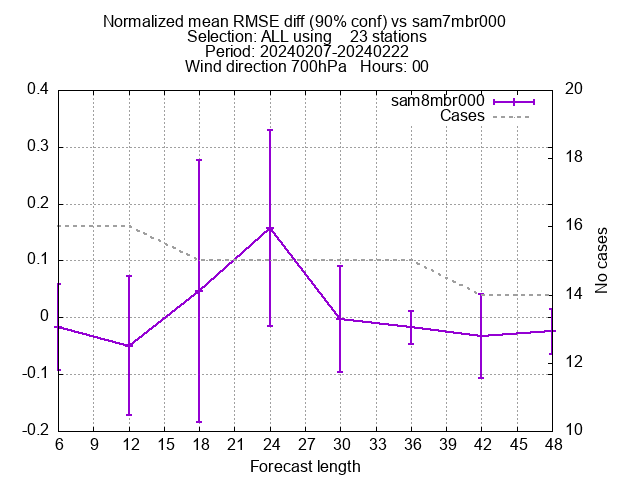 Normalized mean RMSE diff (90% conf) vs sam7mbr000
Selection: ALL using    23 stations
Period: 20240207-20240222
Wind direction 700hPa   Hours: 00
sam8mbr000
Cases
0.4
0.3
0.2
0.1
0
-0.1
-0.2
20
18
16
14
12
10
No cases
6 9 12 15 18 21 24 27 30 33 36 39 42 45 48
Forecast length